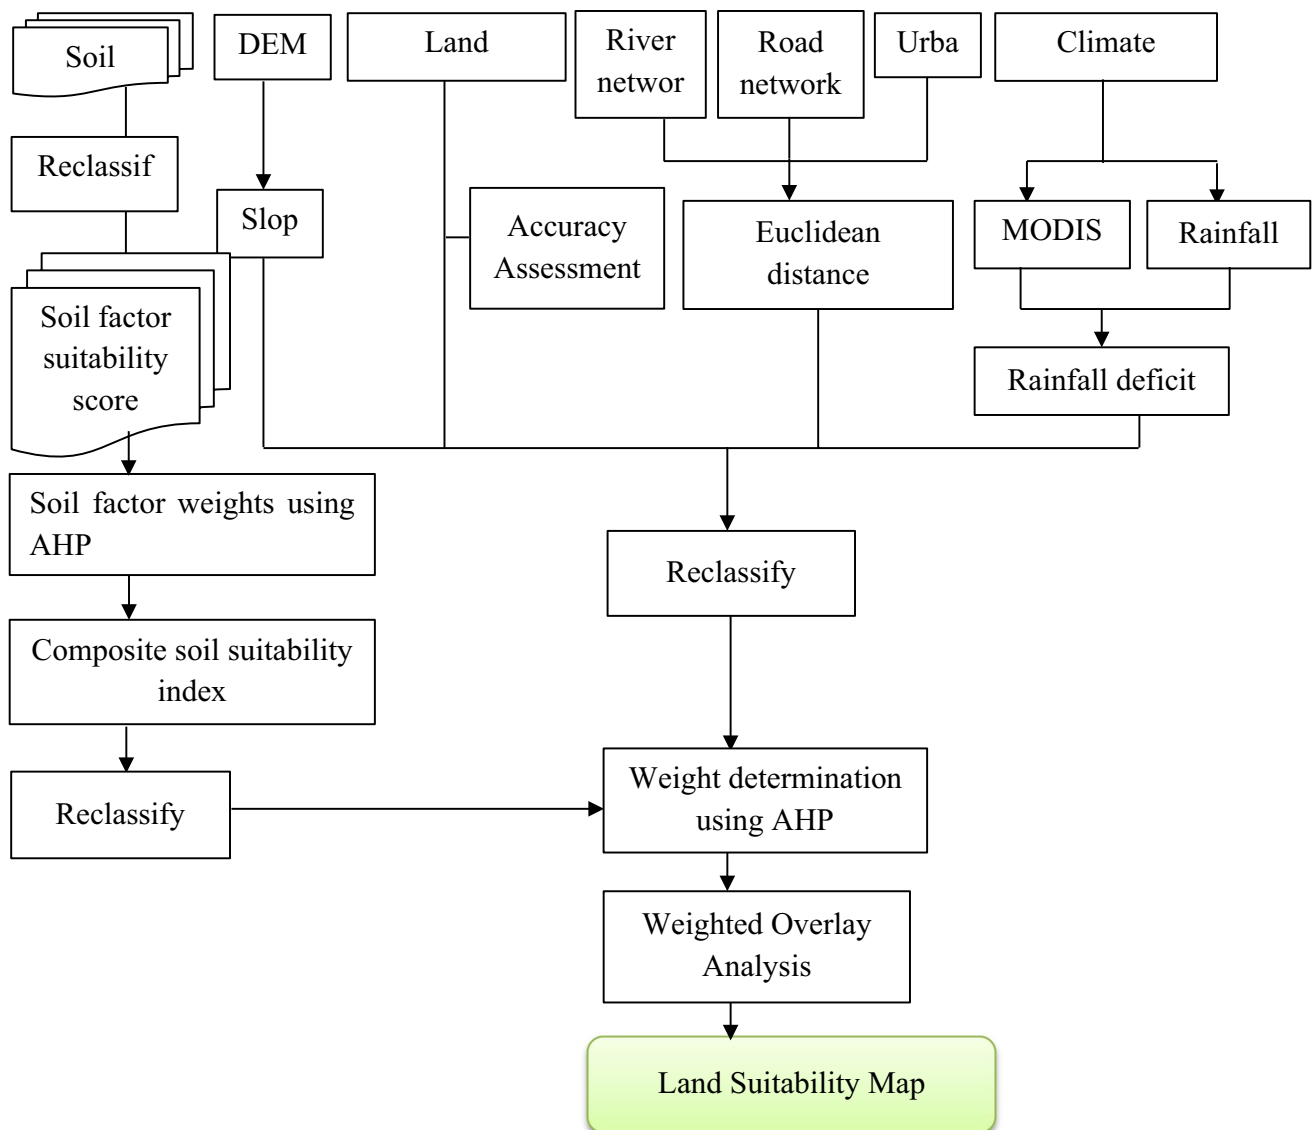 Soil
DEM
Land
River
networ
Road
network
Urba
Climate
Reclassif
Slop
Accuracy
Assessment
Euclidean
distance
MODIS
Rainfall
Soil factor
suitability
score
Rainfall deficit
Soil factor weights using
AHP
Reclassify
Composite soil suitability
index
Reclassify
Weight determination
using AHP
Weighted Overlay
Analysis
Land Suitability Map